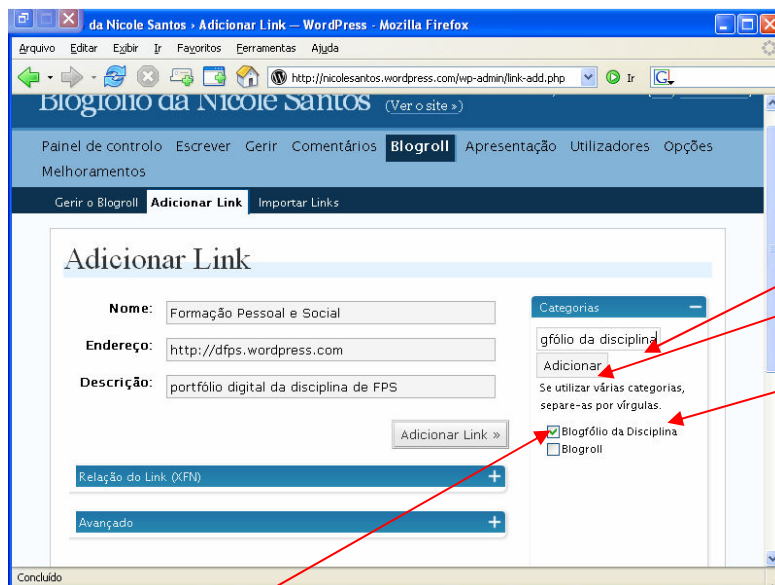 da Nicole Santos › Adicionar Link — WordPress - Mozilla Firefox
Arquivo Editar Exibir Ir Favoritos Ferramentas Ajuda
http://nicolesantos.wordpress.com/wp-admin/link-add.php Ir
Blogfólio da Nicole Santos (Ver o site »)
Painel de controlo Escrever Gerir Comentários Blogroll Apresentação Utilizadores Opções
Melhoramentos
Gerir o Blogroll Adicionar Link Importar Links
Adicionar Link
Nome: Formação Pessoal e Social
Endereço: http://dfps.wordpress.com
Descrição: portfólio digital da disciplina de FPS
Adicionar Link »
Relação do Link (XFN)
Avançado
Categorias
gfólio da disciplina
Adicionar
Se utilizar várias categorias,
separe-as por vírgulas.
Blogfólio da Disciplina
Blogroll
Concluído